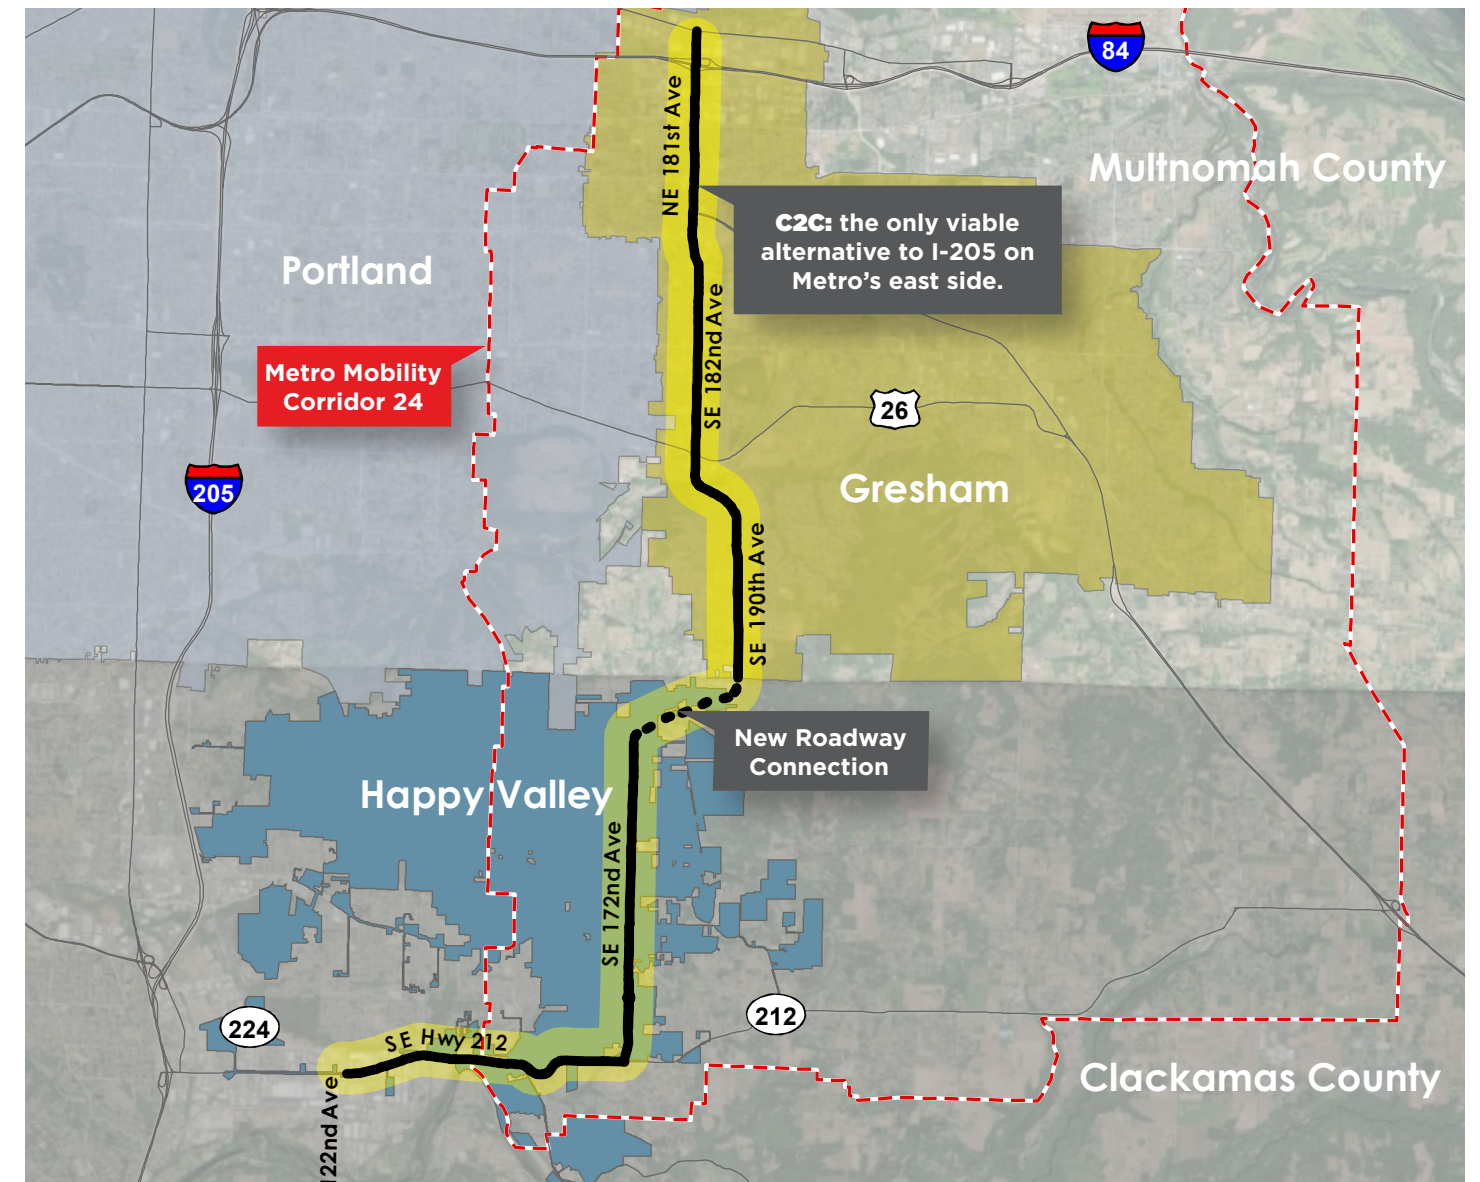 84
Multnomah County
NE 181st Ave
C2C: the only viable
alternative to I-205 on
Metro's east side.
Portland
SE 182nd Ave
Metro Mobility
Corridor 24
26
205
Gresham
SE 190th Ave
New Roadway
Connection
Happy Valley
SE 172nd Ave
224
212
SE Hwy 212
Clackamas County
122nd Ave